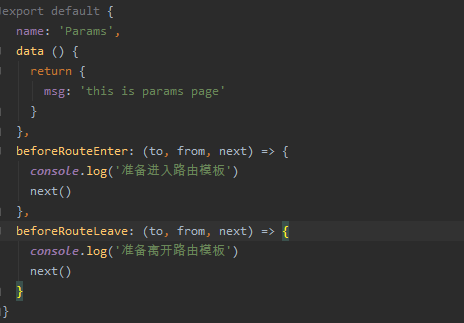 export default {
name: 'Params',
data () {
return {
msg: 'this is params page'
}
},
beforeRouteEnter: (to, from, next) => {
console.log('准备进入路由模板')
next()
},
beforeRouteLeave: (to, from, next) => {
console.log('准备离开路由模板')
next()
}
}